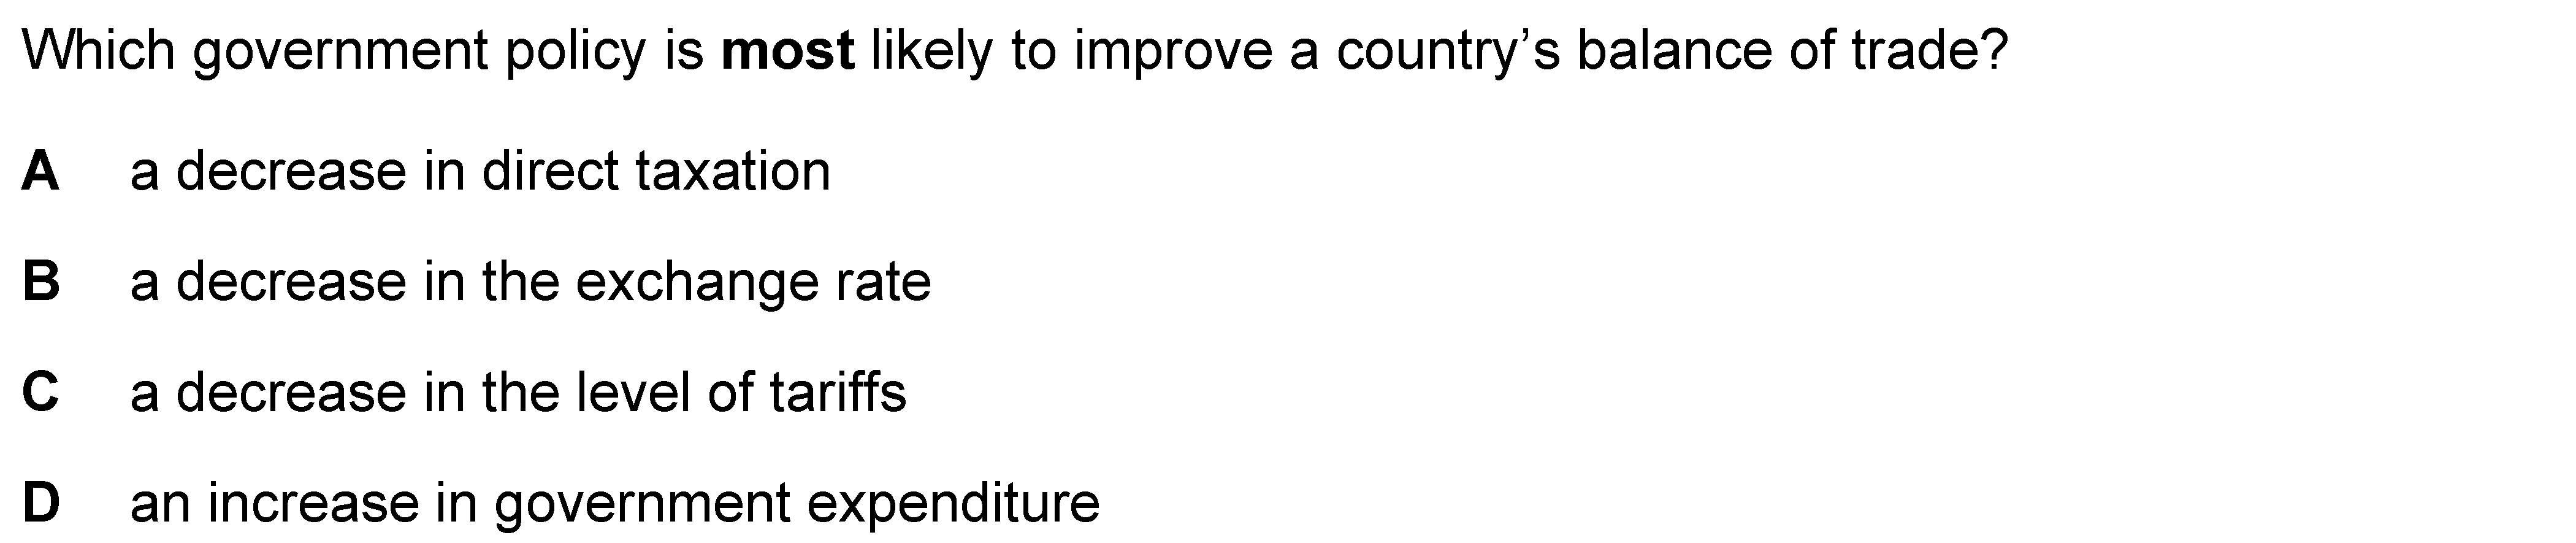 Which government policy is most likely to improve a country’s balance of trade?
A a decrease in direct taxation
B a decrease in the exchange rate
C a decrease in the level of tariffs
D an increase in government expenditure